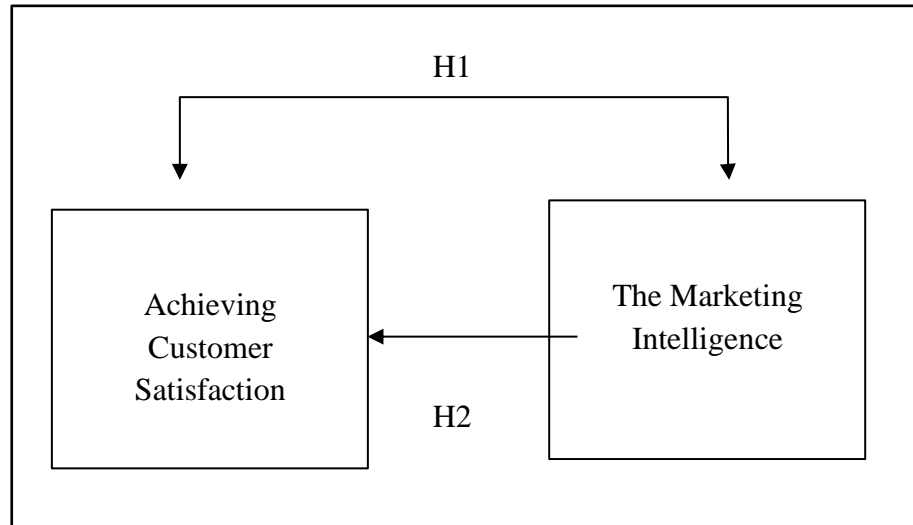 H1
Achieving
Customer
Satisfaction
The Marketing
Intelligence
H2